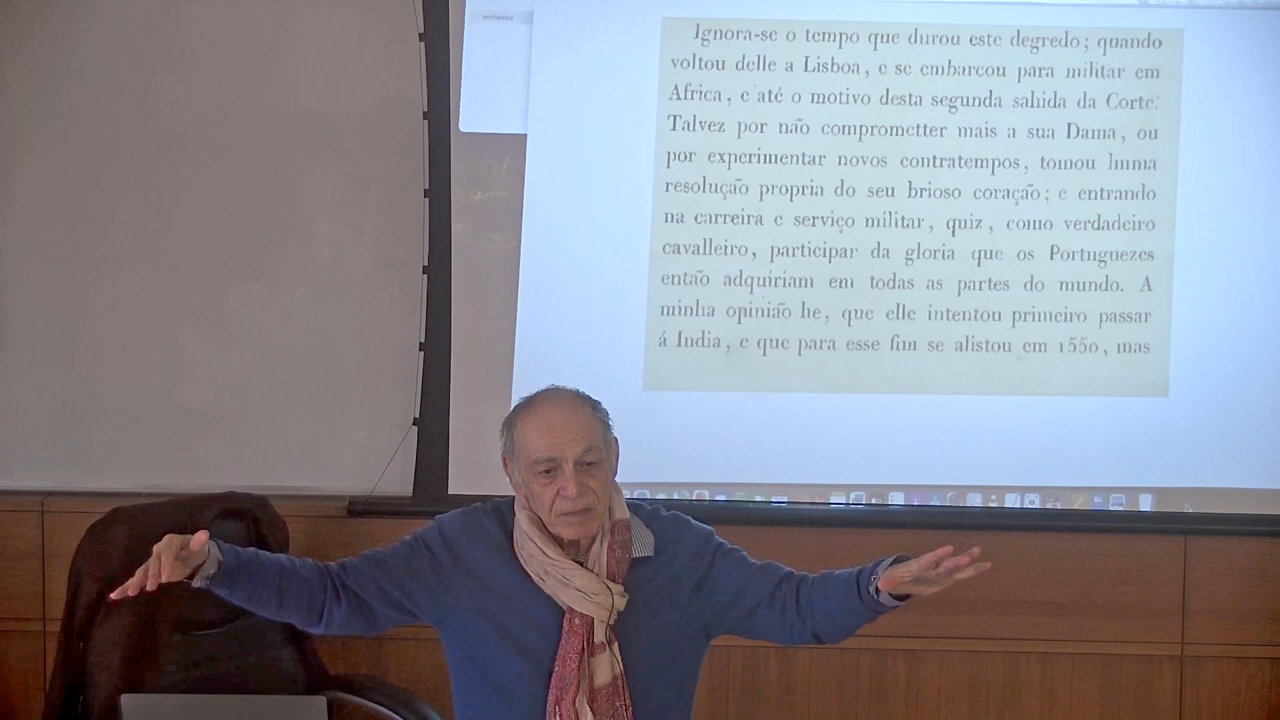 Ignora-se o tempo que durou este degredo; quando
voltou delle a Lisboa, e se embarcou para militar em
Africa, e até o motivo desta segunda sahida da Corte.
Talvez por não comprometter mais a sua Dama, ou
por experimentar novos contratempos, tomou huma
resolução propria do seu brioso coração; e entrando
na carreira e serviço militar, quiz, como verdadeiro
cavalleiro, participar da gloria que os Portuguezes
então adquiriam em todas as partes do mundo. A
minha opinião he, que elle intentou primeiro passar
á India, e que para esse fim se alistou em 1550, mas